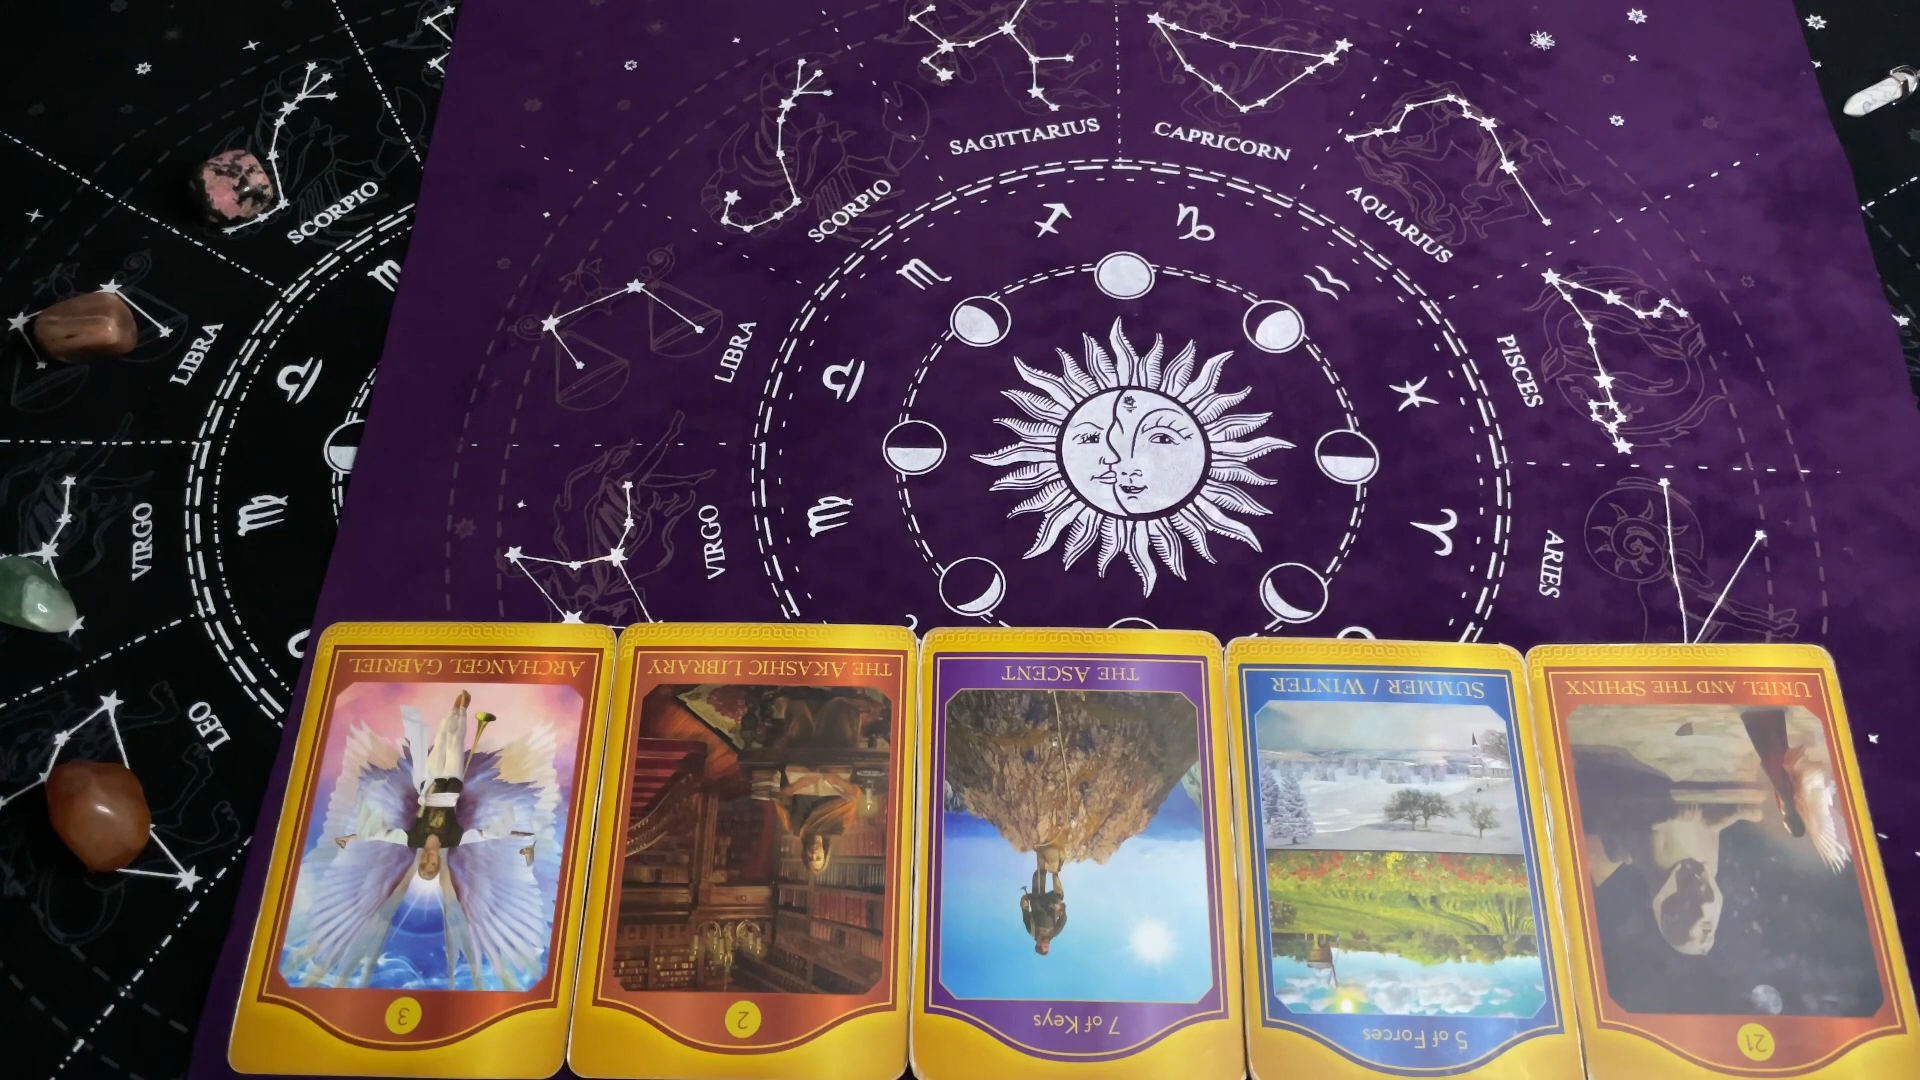 SAGITTARIUS
CAPRICORN
SCORPIO
SCORPIO
AQUARIUS
LIBRA
LIBRA
PISCES
VIRGO
VIRGO
ARIES
LEO
ARCHANGEL GABRIEL
THE AKASHIC LIBRARY
THE ASCENT
SUMMER / WINTER
URIEL AND THE SPHINX
3
2
7 of Keys
5 of Forces
21